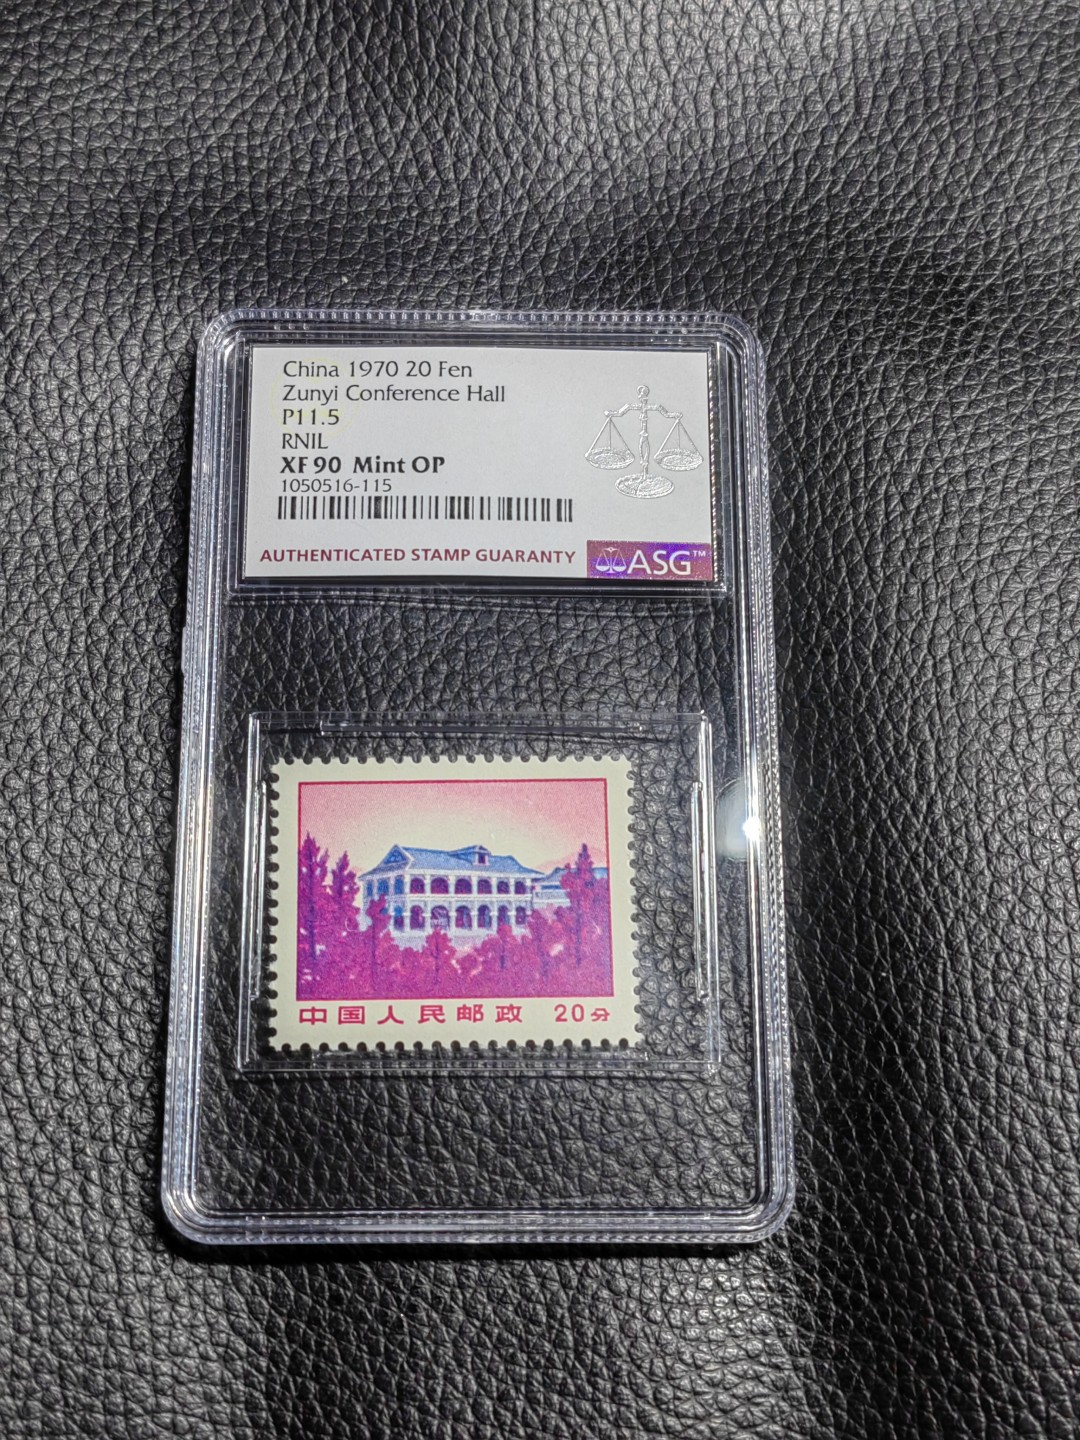 China 1970 20 Fen
Zunyi Conference Hall
P11.5
RNIL
XF 90 Mint OP
1050516-115
AUTHENTICATED STAMP GUARANTY
ASG™
中国人民邮政 20分